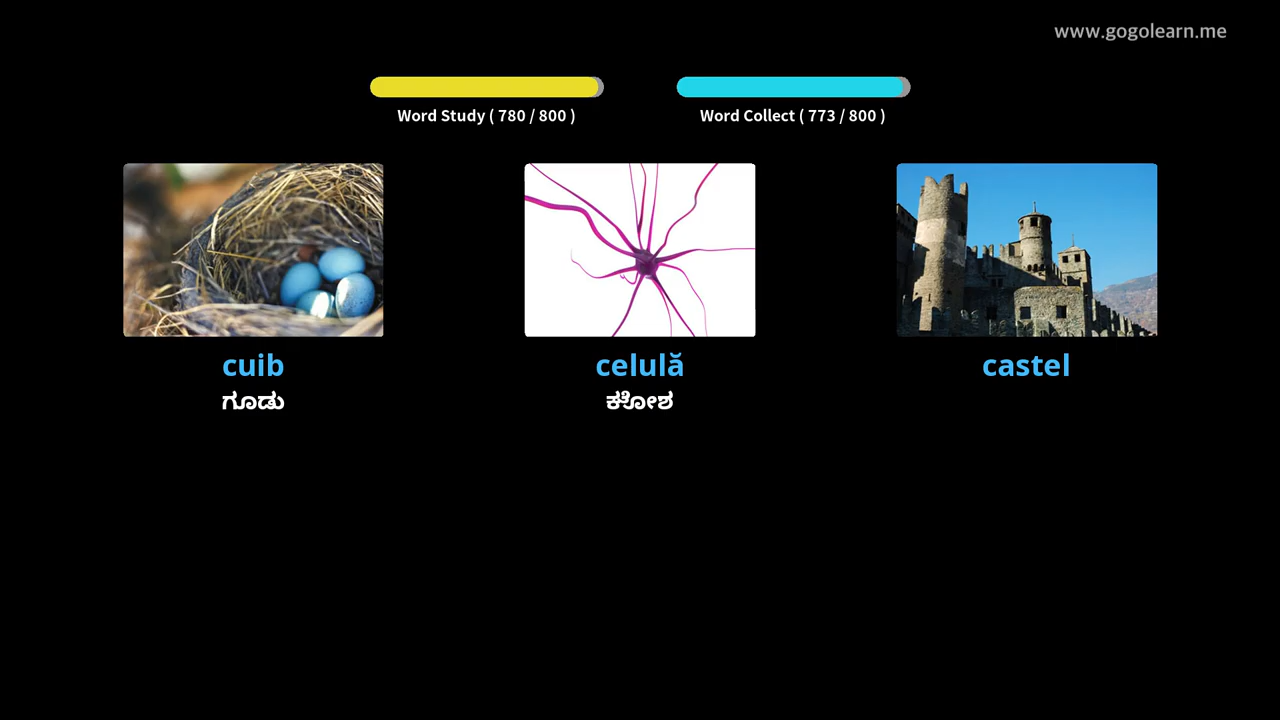 www.gogolearn.me
Word Study ( 780 / 800 )
Word Collect ( 773 / 800 )
cuib
celulă
castel
ಗೂಡು
ಕೋಶ